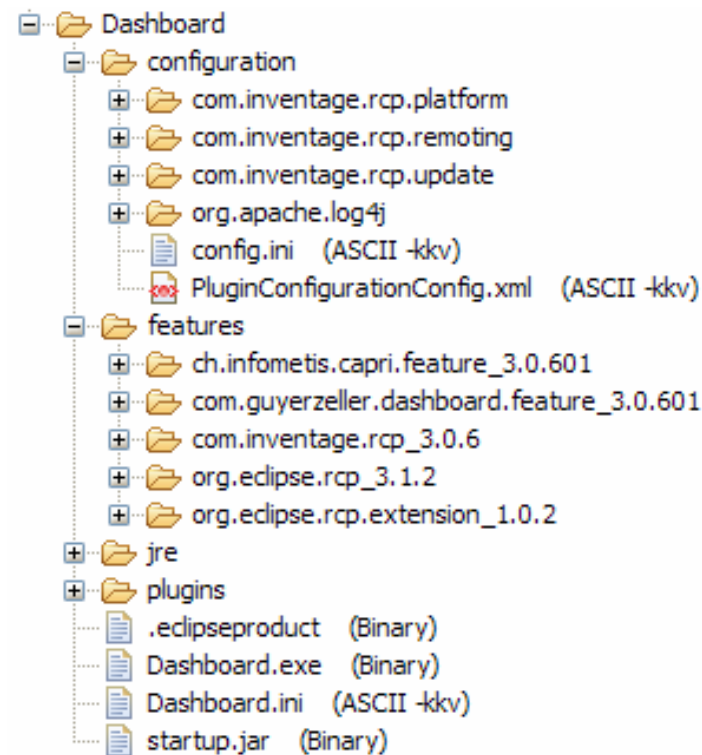 Dashboard
configuration
com.inventage.rcp.platform
com.inventage.rcp.remoting
com.inventage.rcp.update
org.apache.log4j
config.ini (ASCII -kkv)
PluginConfigurationConfig.xml (ASCII -kkv)
features
ch.infometis.capri.feature_3.0.601
com.guyerzeller.dashboard.feature_3.0.601
com.inventage.rcp_3.0.6
org.eclipse.rcp_3.1.2
org.eclipse.rcp.extension_1.0.2
jre
plugins
.eclipseproduct (Binary)
Dashboard.exe (Binary)
Dashboard.ini (ASCII -kkv)
startup.jar (Binary)